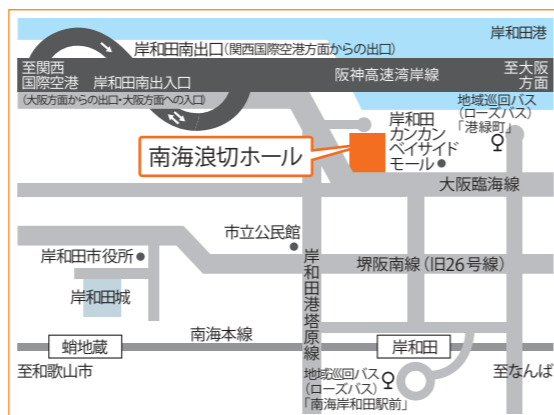 岸和田港
岸和田南出口(関西国際空港方面からの出口)
至関西
国際空港
岸和田南出入口
阪神高速湾岸線
至大阪
方面
(大阪方面からの出口・大阪方面への入口)
地域巡回バス
(ローズバス)
「港緑町」
岸和田
カンカン
ベイサイド
モール
南海浪切ホール
大阪臨海線
市立公民館
岸和田市役所
岸和田港塔原線
堺阪南線(旧26号線)
岸和田城
南海本線
蛸地蔵
岸和田
至和歌山市
至なんば
地域巡回バス
(ローズバス)
「南海岸和田駅前」